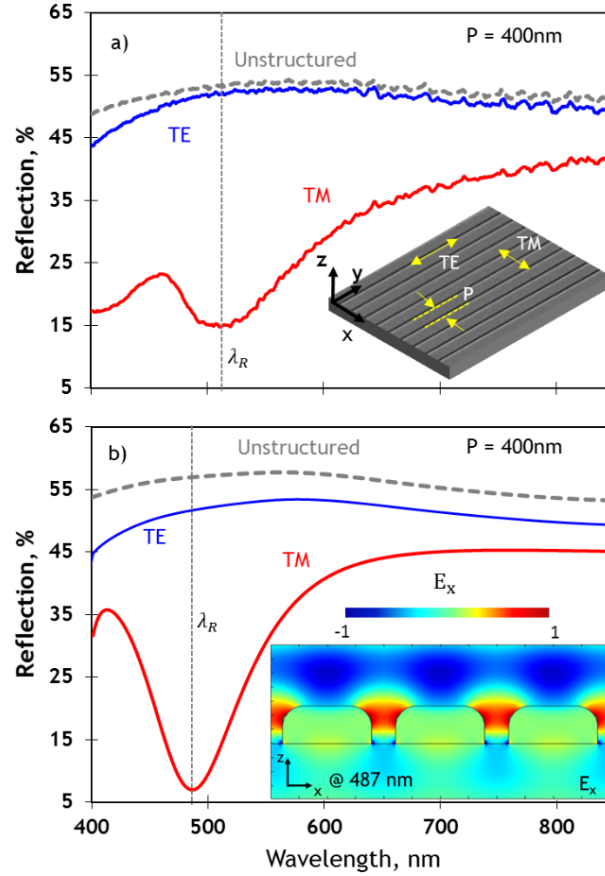 65
a)
P = 400nm
55
Unstructured
45
TE
35
TM
25
15
5
Reflection, %
λR
z
y
x
TE
TM
P
65
b)
P = 400nm
55
Unstructured
45
TE
35
TM
25
15
5
Reflection, %
λR
Ex
-1
1
z
x
@ 487 nm
Ex
400
500
600
700
800
Wavelength, nm